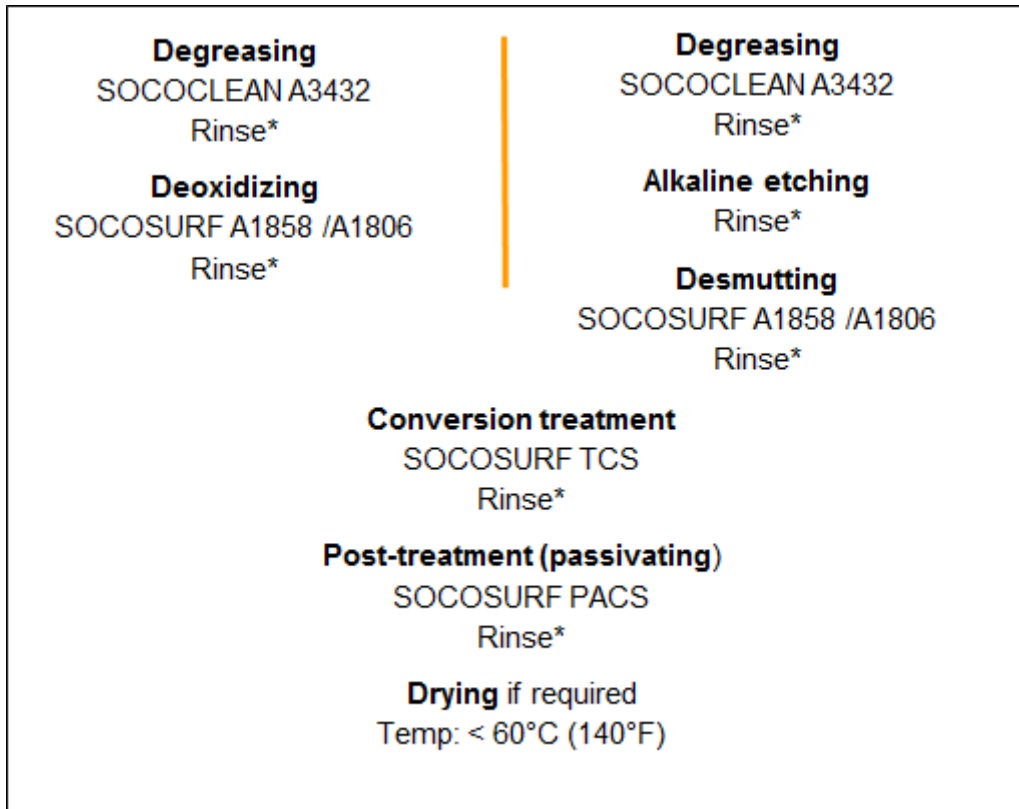 Degreasing
SOCOCLEAN A3432
Rinse*
Deoxidizing
SOCOSURF A1858 /A1806
Rinse*
Degreasing
SOCOCLEAN A3432
Rinse*
Alkaline etching
Rinse*
Desmutting
SOCOSURF A1858 /A1806
Rinse*
Conversion treatment
SOCOSURF TCS
Rinse*
Post-treatment (passivating)
SOCOSURF PACS
Rinse*
Drying if required
Temp: < 60°C (140°F)